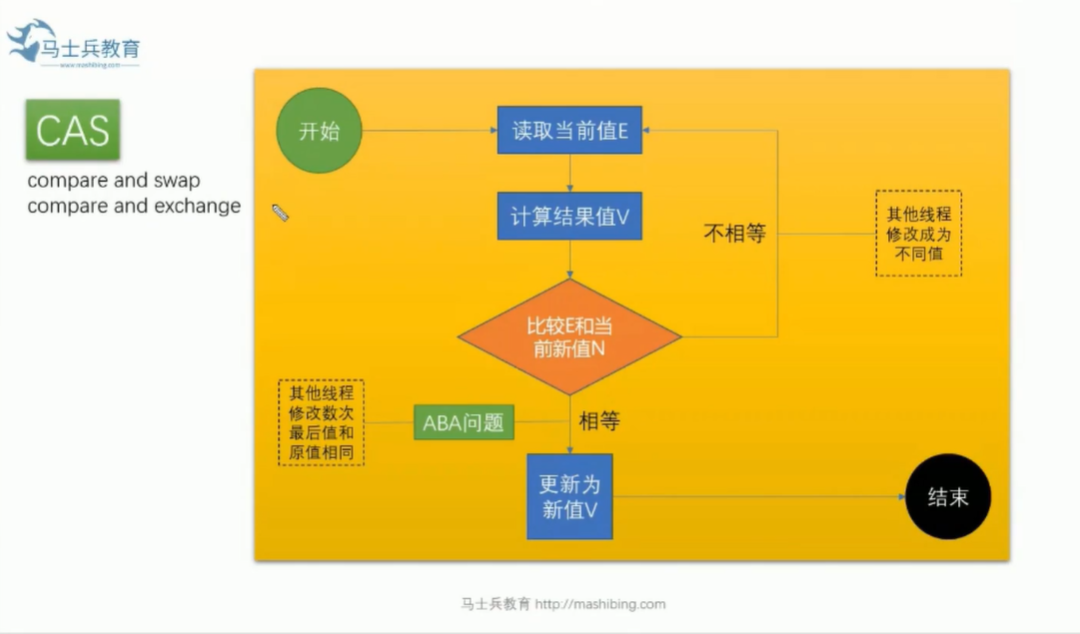 马士兵教育
www.mashibing.com
CAS
compare and swap
compare and exchange
开始
读取当前值E
计算结果值V
不相等
其他线程
修改成为
不同值
比较E和当
前新值N
其他线程
修改数次
最后值和
原值相同
ABA问题
相等
更新为
新值V
结束
马士兵教育 http://mashibing.com